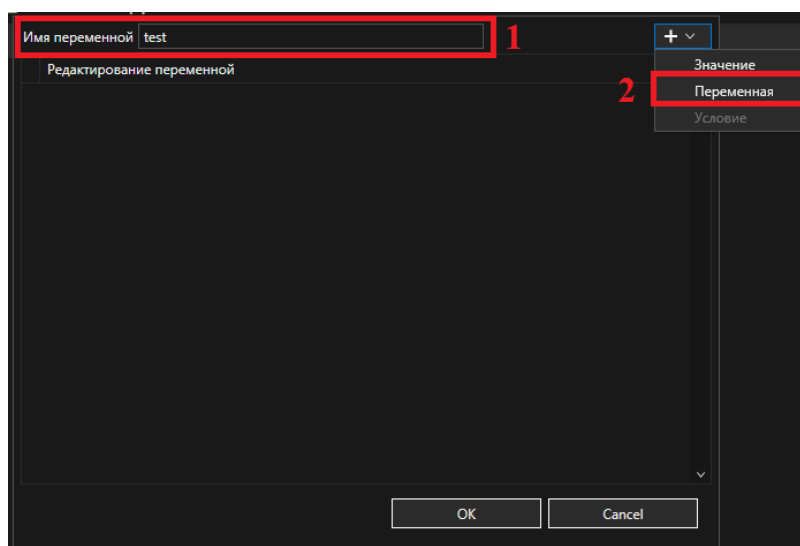 Имя переменной test 1
Редактирование переменной
Значение
2 Переменная
Условие
OK Cancel